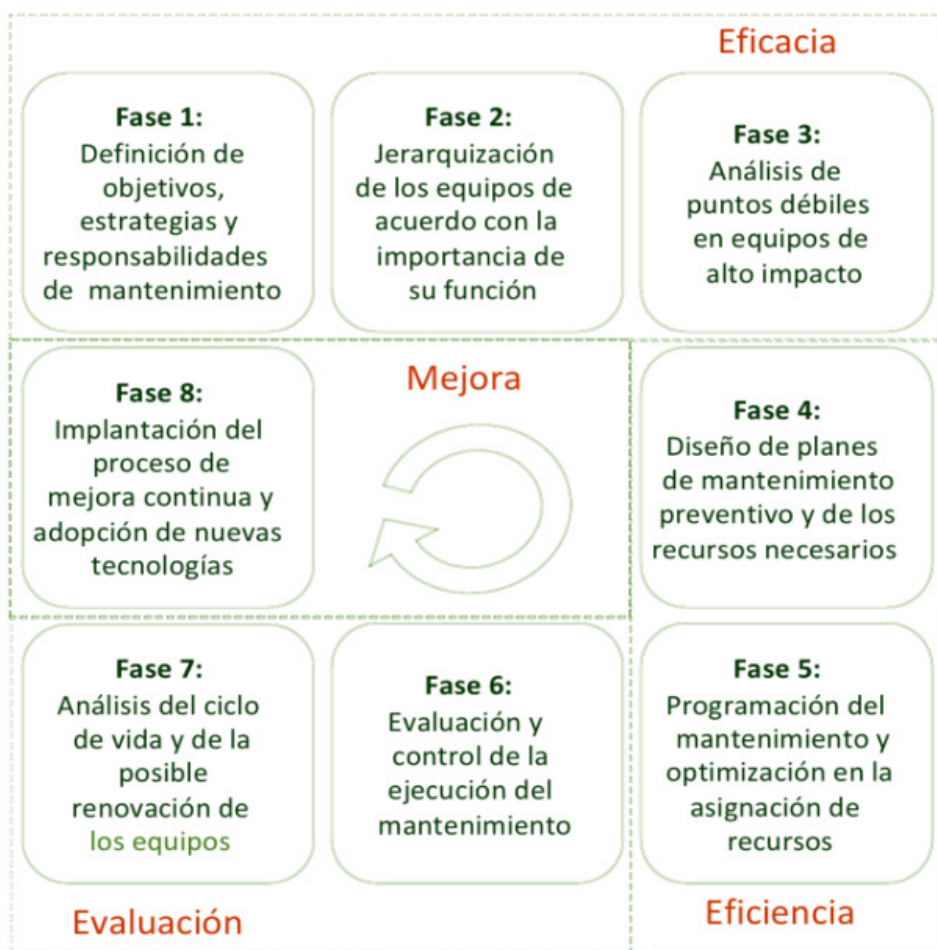 Eficacia
Fase 1:
Definición de
objetivos,
estrategias y
responsabilidades
de mantenimiento
Fase 2:
Jerarquización
de los equipos de
acuerdo con la
importancia de
su función
Fase 3:
Análisis de
puntos débiles
en equipos de
alto impacto
Fase 8:
Implantación del
proceso de
mejora continua y
adopción de nuevas
tecnologías
Mejora
Fase 4:
Diseño de planes
de mantenimiento
preventivo y de los
recursos necesarios
Fase 7:
Análisis del ciclo
de vida y de la
posible
renovación de
los equipos
Fase 6:
Evaluación y
control de la
ejecución del
mantenimiento
Fase 5:
Programación del
mantenimiento y
optimización en la
asignación de
recursos
Evaluación
Eficiencia